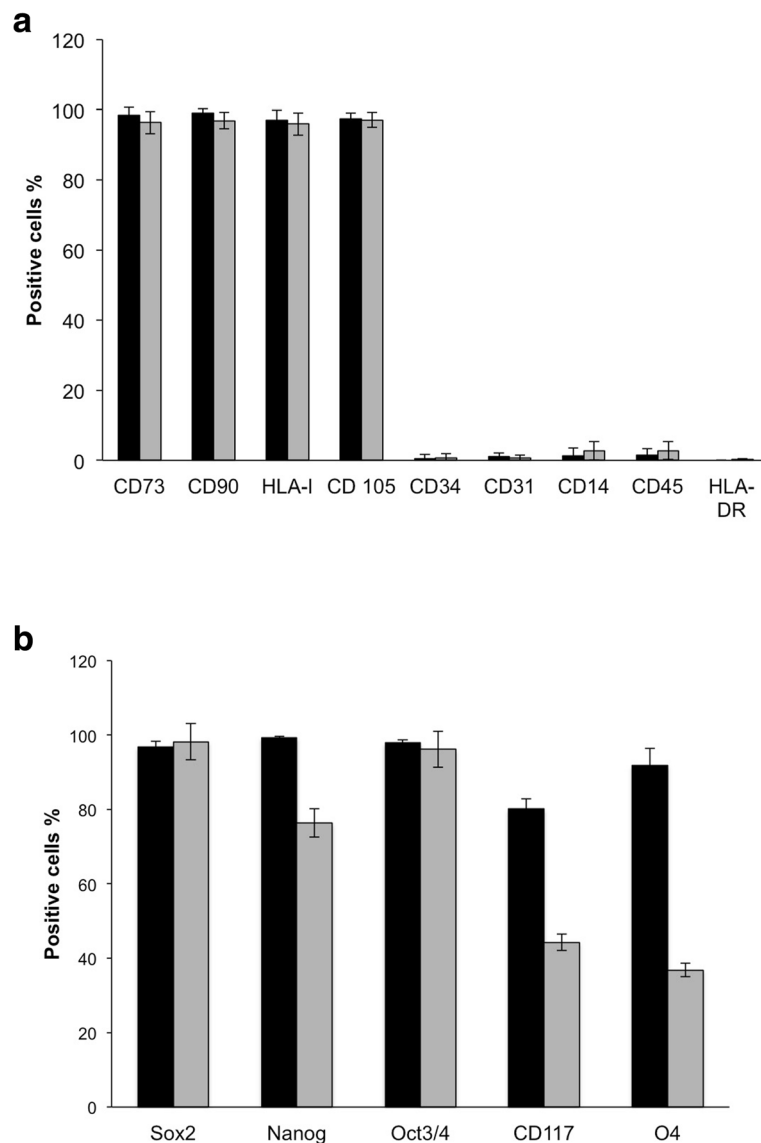 a
120
100
80
60
40
20
0
Positive cells %
CD73 CD90 HLA-I CD 105 CD34 CD31 CD14 CD45 HLA-
DR
b
120
100
80
60
40
20
0
Positive cells %
Sox2 Nanog Oct3/4 CD117 O4